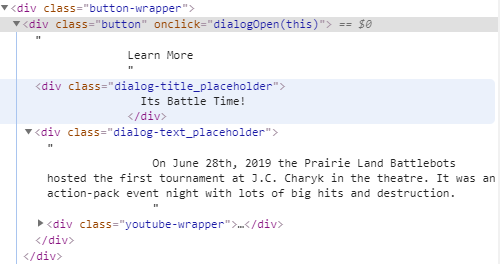 ▼<div class="button-wrapper">
▼<div class="button" onclick="dialogOpen(this)"> == $0
"
Learn More
"
<div class="dialog-title_placeholder">
Its Battle Time!
</div>
▼<div class="dialog-text_placeholder">
"
On June 28th, 2019 the Prairie Land Battlebots
hosted the first tournament at J.C. Charyk in the theatre. It was an
action-pack event night with lots of big hits and destruction.
"
▶<div class="youtube-wrapper">…</div>
</div>
</div>